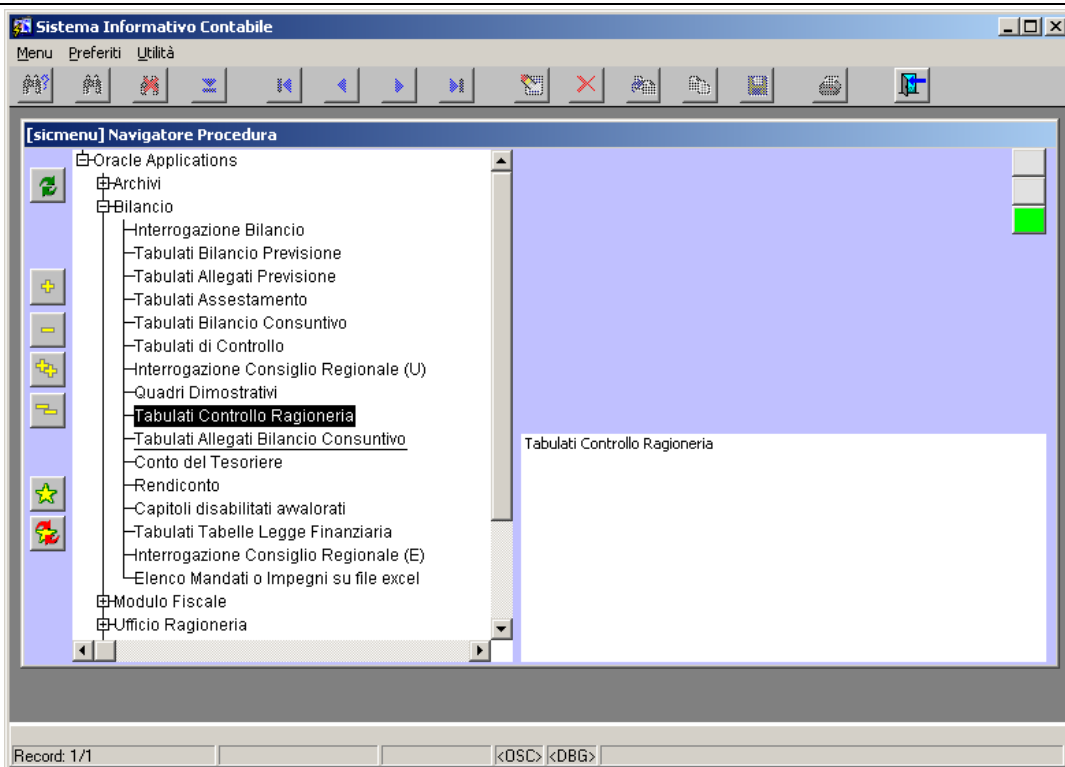 Sistema Informativo Contabile
Menu Preferiti Utilità
[sicmenu] Navigatore Procedura
Oracle Applications
Archivi
Bilancio
Interrogazione Bilancio
Tabulati Bilancio Previsione
Tabulati Allegati Previsione
Tabulati Assestamento
Tabulati Bilancio Consuntivo
Tabulati di Controllo
Interrogazione Consiglio Regionale (U)
Quadri Dimostrativi
Tabulati Controllo Ragioneria
Tabulati Allegati Bilancio Consuntivo
Conto del Tesoriere
Rendiconto
Capitoli disabilitati avvalorati
Tabulati Tabelle Legge Finanziaria
Interrogazione Consiglio Regionale (E)
Elenco Mandati o Impegni su file excel
Modulo Fiscale
Ufficio Ragioneria
Tabulati Controllo Ragioneria
Record: 1/1 <OSC> <DBG>